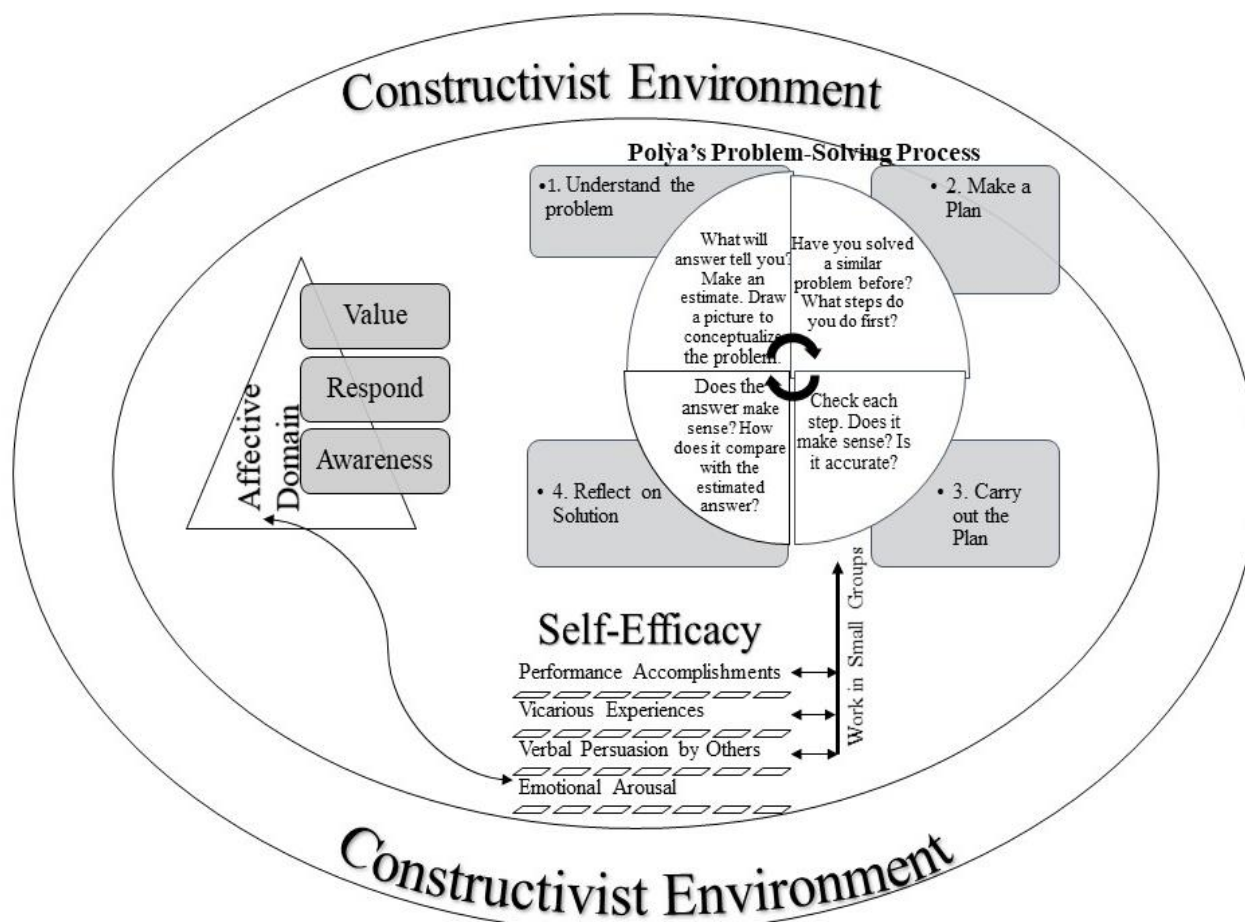 Constructivist Environment
Polỳa’s Problem-Solving Process
•1. Understand the
problem
• 2. Make a
Plan
What will
answer tell you?
Make an
estimate. Draw
a picture to
conceptualize
the problem.
Have you solved
a similar
problem before?
What steps do
you do first?
Value
Respond
Awareness
Affective
Domain
Does the
answer make
sense? How
does it compare
with the
estimated
answer?
Check each
step. Does it
make sense? Is
it accurate?
• 4. Reflect on
Solution
• 3. Carry
out the
Plan
Self-Efficacy
Performance Accomplishments
Vicarious Experiences
Verbal Persuasion by Others
Emotional Arousal
Work in Small Groups
Constructivist Environment